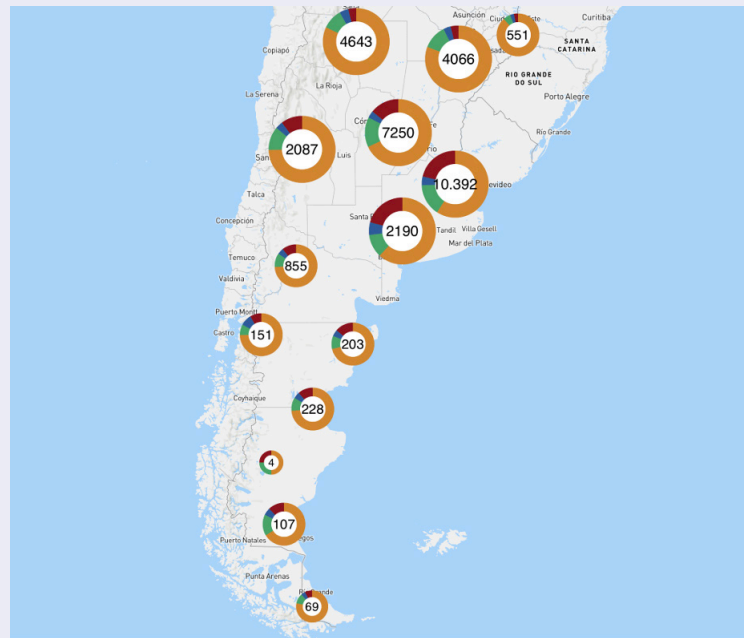 Asunción
Curitiba
4643
551
Copiapó
4066
SANTA
CATARINA
RIO GRANDE
DO SUL
La Rioja
La Serena
Porto Alegre
7250
Rio Grande
2087
Luis
10.392
Talca
Santa
2190
Concepción
Tandil
Villa Gesell
Mar del Plata
855
Temuco
Valdivia
Viedma
Puerto Montt
151
Castro
203
Coyhaique
228
4
107
Puerto Natales
Punta Arenas
69